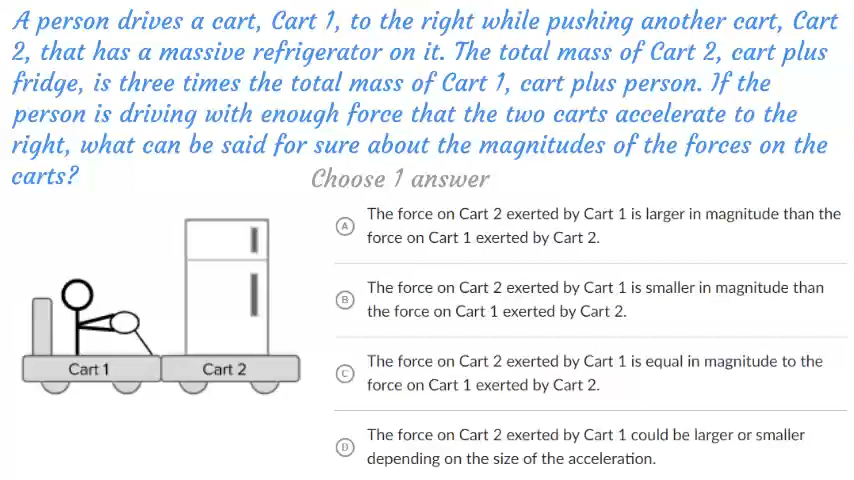 A person drives a cart, Cart 1, to the right while pushing another cart, Cart
2, that has a massive refrigerator on it. The total mass of Cart 2, cart plus
fridge, is three times the total mass of Cart 1, cart plus person. If the
person is driving with enough force that the two carts accelerate to the
right, what can be said for sure about the magnitudes of the forces on the
carts?
Choose 1 answer
A
The force on Cart 2 exerted by Cart 1 is larger in magnitude than the
force on Cart 1 exerted by Cart 2.
B
The force on Cart 2 exerted by Cart 1 is smaller in magnitude than
the force on Cart 1 exerted by Cart 2.
C
The force on Cart 2 exerted by Cart 1 is equal in magnitude to the
force on Cart 1 exerted by Cart 2.
D
The force on Cart 2 exerted by Cart 1 could be larger or smaller
depending on the size of the acceleration.
Cart 1
Cart 2